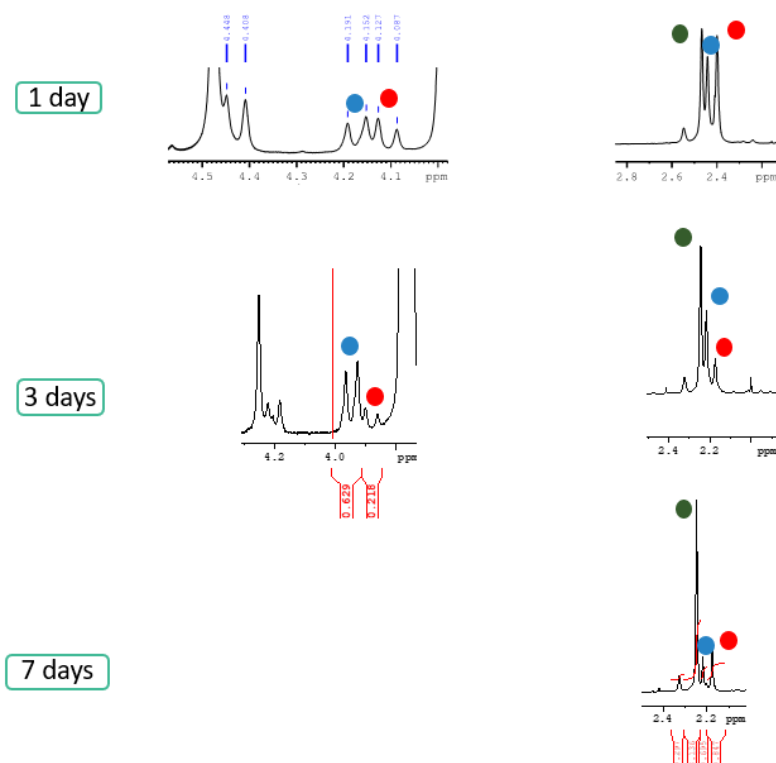 4.448 4.408 4.191 4.152 4.127 4.087
1 day
4.5 4.4 4.3 4.2 4.1 ppm
2.8 2.6 2.4 ppm
3 days
4.2 4.0 ppm
0.629 0.218
2.4 2.2 ppm
7 days
2.4 2.2 ppm